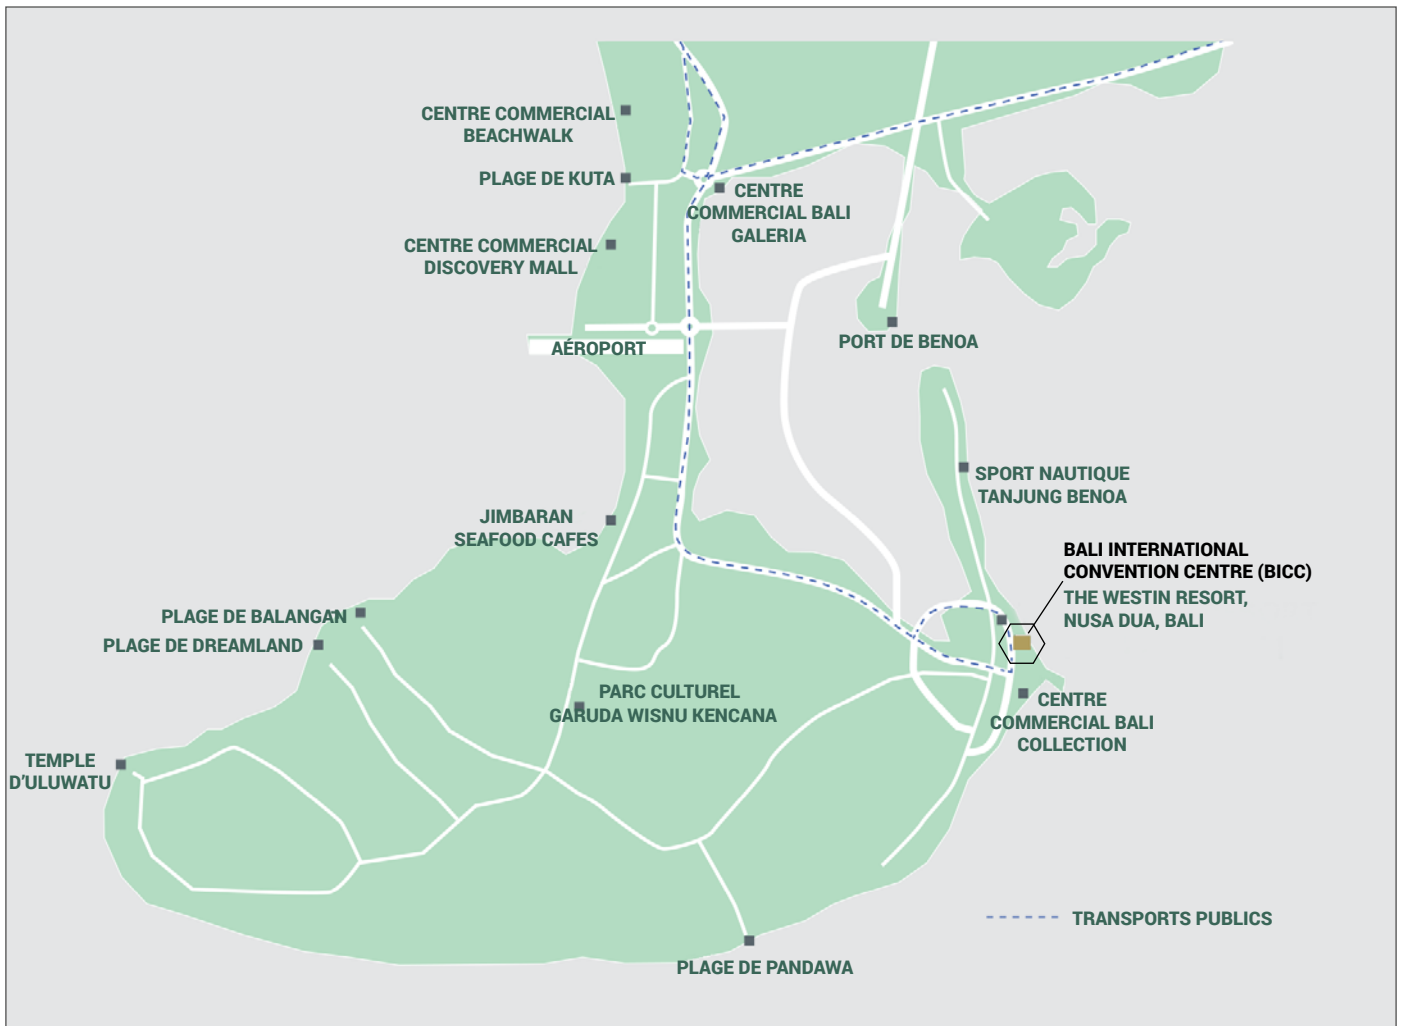 CENTRE COMMERCIAL
BEACHWALK
PLAGE DE KUTA
CENTRE
COMMERCIAL BALI
GALERIA
CENTRE COMMERCIAL
DISCOVERY MALL
AÉROPORT
PORT DE BENOA
SPORT NAUTIQUE
TANJUNG BENOA
JIMBARAN
SEAFOOD CAFES
BALI INTERNATIONAL
CONVENTION CENTRE (BICC)
THE WESTIN RESORT,
NUSA DUA, BALI
PLAGE DE BALANGAN
PLAGE DE DREAMLAND
PARC CULTUREL
GARUDA WISNU KENCANA
CENTRE
COMMERCIAL BALI
COLLECTION
TEMPLE
D'ULUWATU
TRANSPORTS PUBLICS
PLAGE DE PANDAWA